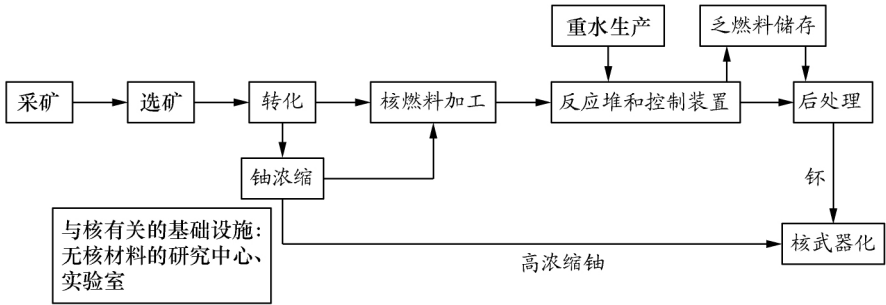 重水生产
乏燃料储存
采矿
选矿
转化
核燃料加工
反应堆和控制装置
后处理
铀浓缩
钚
与核有关的基础设施：
无核材料的研究中心、
实验室
核武器化
高浓缩铀